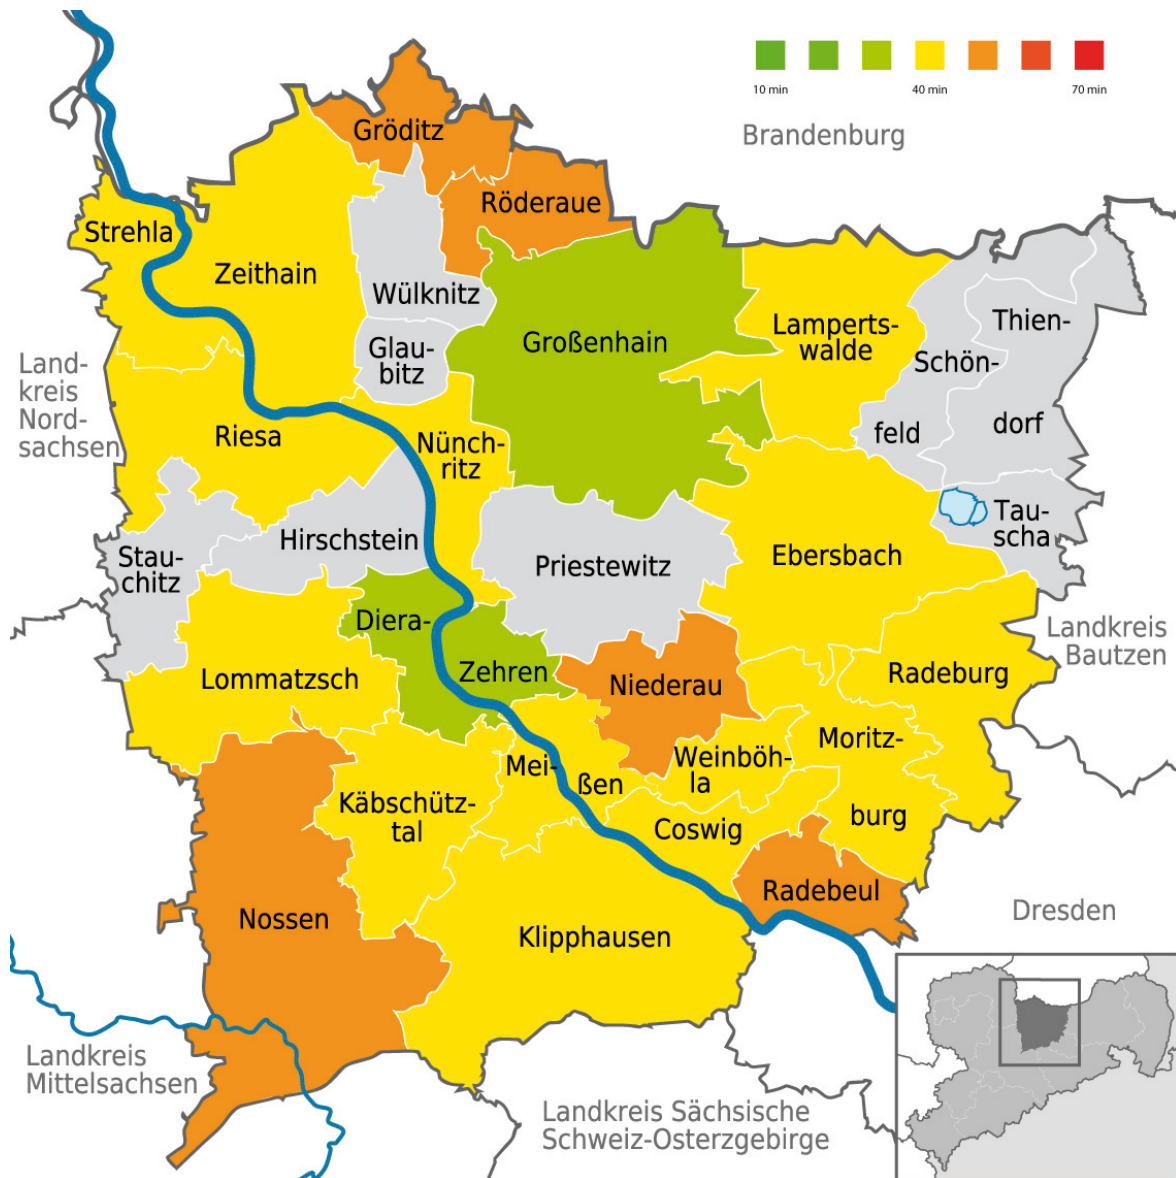 10 min
40 min
70 min
Brandenburg
Gröditz
Röderaue
Strehla
Zeithain
Wülknitz
Glau-
bitz
Großenhain
Lamperts-
walde
Thien-
dorf
Schön-
feld
Land-
kreis
Nord-
sachsen
Riesa
Nünch-
ritz
Hirschstein
Stau-
chitz
Priestewitz
Ebersbach
Tau-
scha
Diera-
Zehren
Landkreis
Bautzen
Lommatzsch
Niederau
Radeburg
Moritz-
burg
Weinböh-
la
Mei-
ßen
Käbschütz-
tal
Coswig
Radebeul
Nossen
Klipphausen
Dresden
Landkreis
Mittelsachsen
Landkreis Sächsische
Schweiz-Osterzgebirge